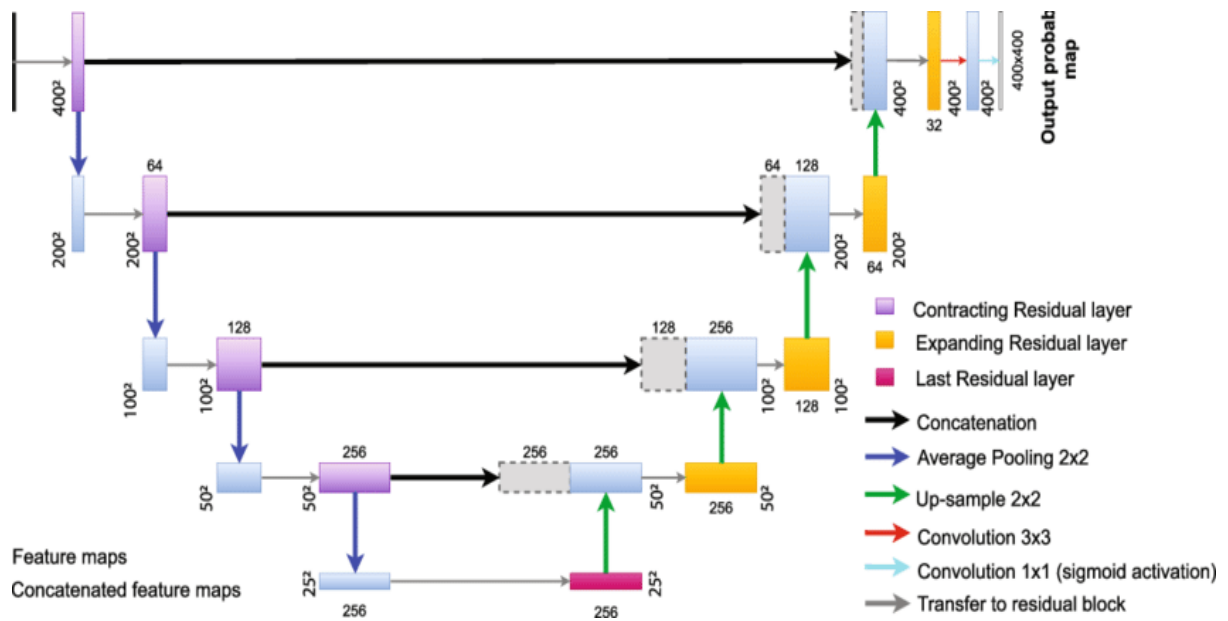 400²
400²
32
400²
400²
400x400
Output probab
map
200²
64
200²
64
128
200²
64
200²
100²
128
100²
128
256
100²
128
100²
50²
256
50²
256
256
50²
256
50²
25²
256
256
25²
Contracting Residual layer
Expanding Residual layer
Last Residual layer
Concatenation
Average Pooling 2x2
Up-sample 2x2
Convolution 3x3
Convolution 1x1 (sigmoid activation)
Transfer to residual block
Feature maps
Concatenated feature maps